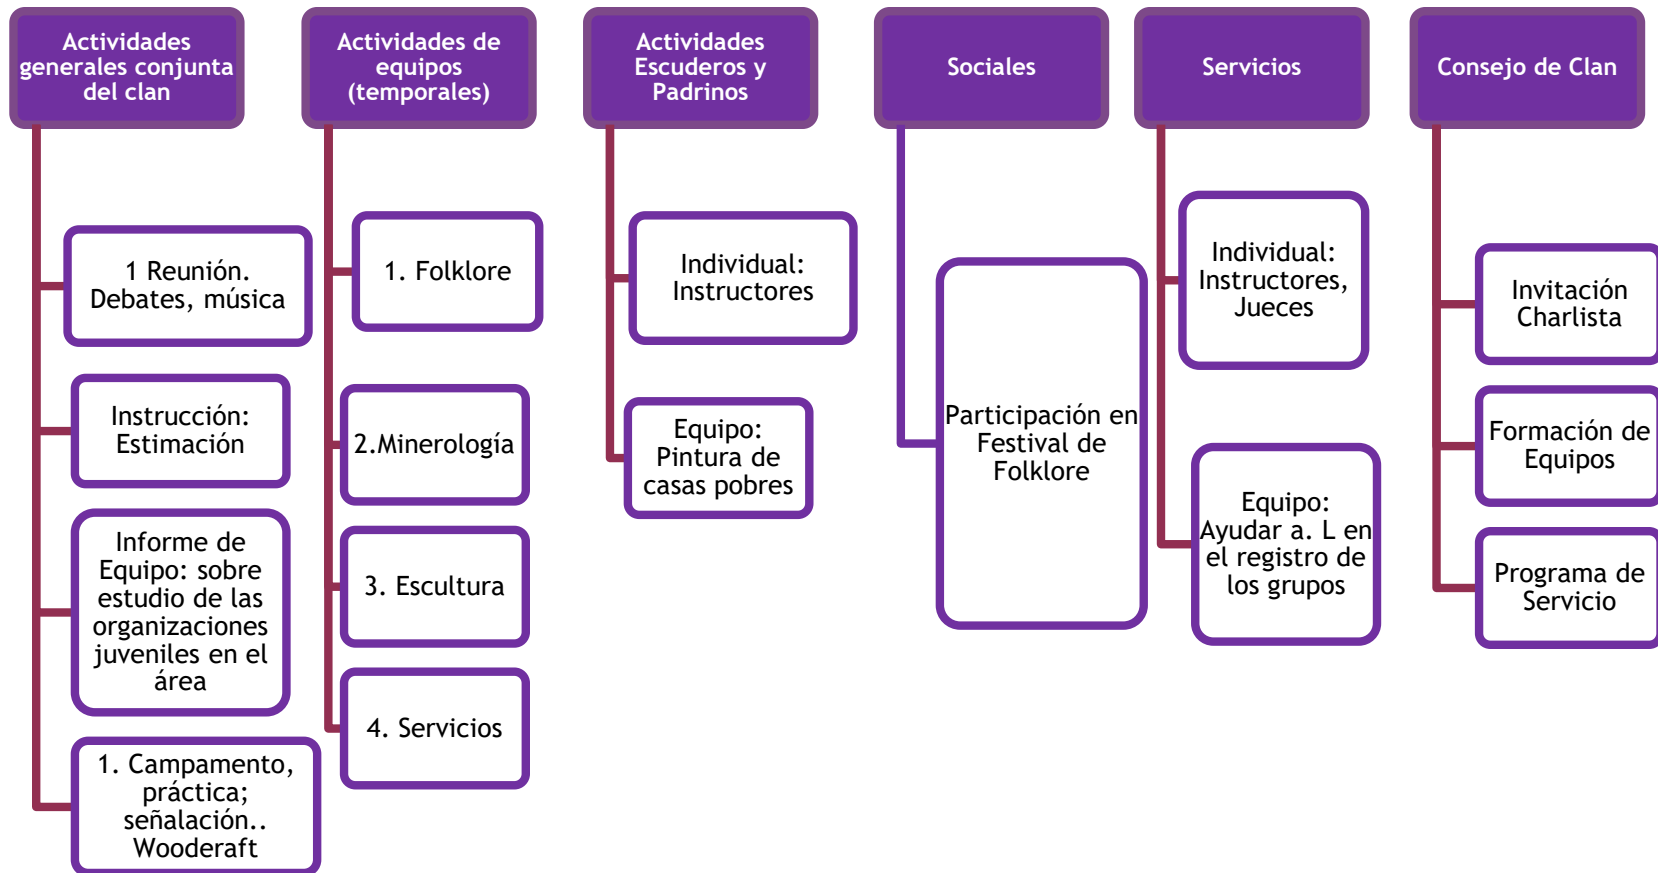 Actividades
generales conjunta
del clan
1 Reunión.
Debates, música
Instrucción:
Estimación
Informe de
Equipo: sobre
estudio de las
organizaciones
juveniles en el
área
1. Campamento,
práctica;
señalación..
Wooderaft
Actividades de
equipos
(temporales)
1. Folklore
2.Minerología
3. Escultura
4. Servicios
Actividades
Escuderos y
Padrinos
Individual:
Instructores
Equipo:
Pintura de
casas pobres
Sociales
Participación en
Festival de
Folklore
Servicios
Individual:
Instructores,
Jueces
Equipo:
Ayudar a. L en
el registro de
los grupos
Consejo de Clan
Invitación
Charlista
Formación de
Equipos
Programa de
Servicio